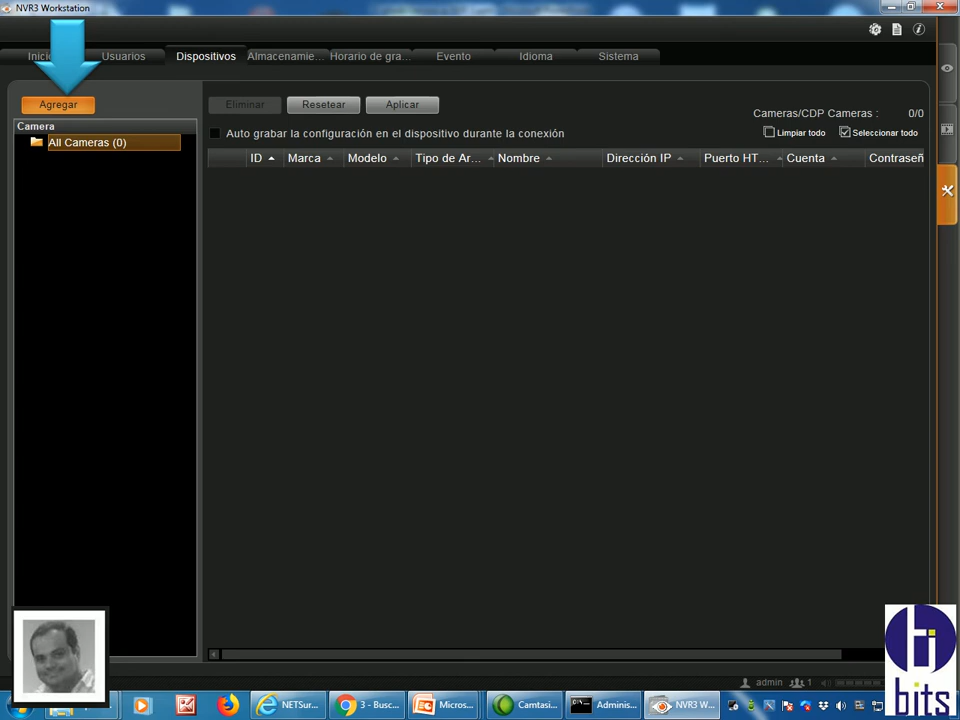 NVR3 Workstation
Inicio Usuarios Dispositivos Almacenamie... Horario de gra... Evento Idioma Sistema
Agregar
Eliminar Resetear Aplicar
Cameras/CDP Cameras : 0/0
Camera
Auto grabar la configuración en el dispositivo durante la conexión
Limpiar todo Seleccionar todo
All Cameras (0)
ID Marca Modelo Tipo de Ar... Nombre Dirección IP Puerto HT... Cuenta Contraseñ
admin 1
NETSur... 3 - Busc... Micros... Camtasi... Adminis... NVR3 W...
hi
bits